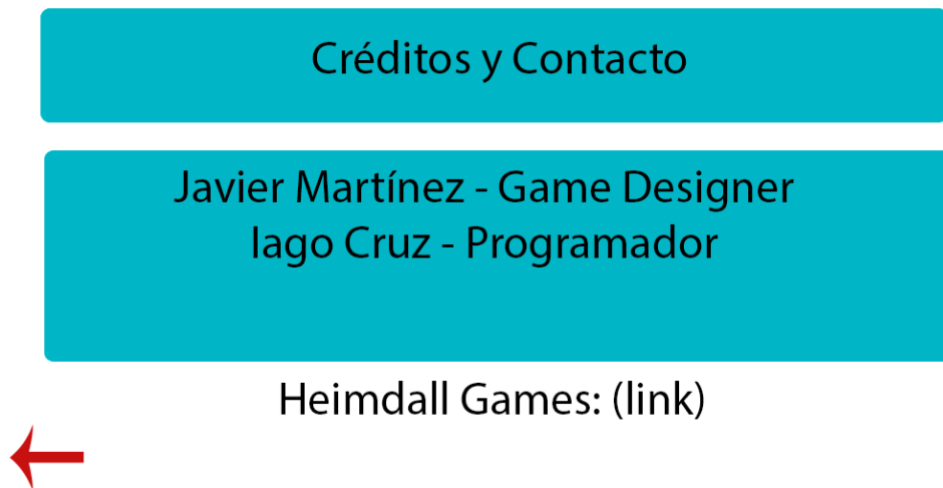 Créditos y Contacto
Javier Martínez - Game Designer
Iago Cruz - Programador
Heimdall Games: (link)